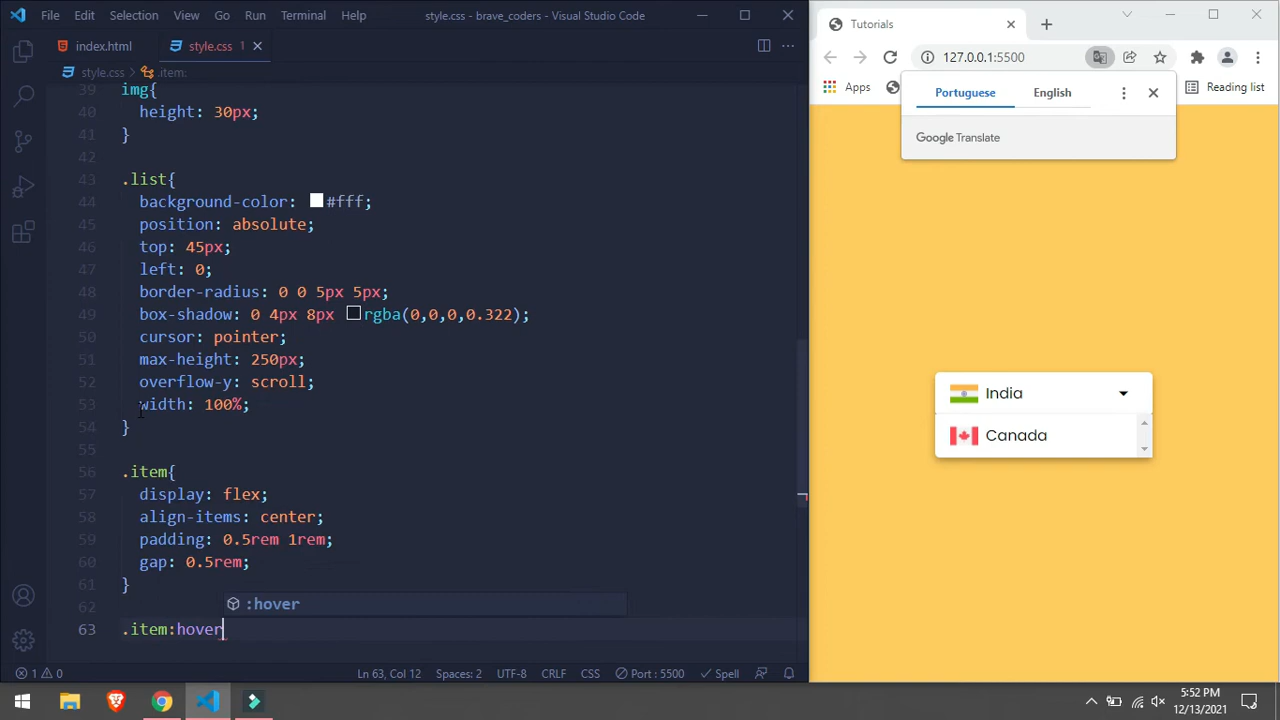 File Edit Selection View Go Run Terminal Help style.css - brave_coders - Visual Studio Code
index.html style.css 1
style.css > .item:
39 img{
40 height: 30px;
41 }
42
43 .list{
44 background-color: #fff;
45 position: absolute;
46 top: 45px;
47 left: 0;
48 border-radius: 0 0 5px 5px;
49 box-shadow: 0 4px 8px rgba(0,0,0,0.322);
50 cursor: pointer;
51 max-height: 250px;
52 overflow-y: scroll;
53 width: 100%;
54 }
55
56 .item{
57 display: flex;
58 align-items: center;
59 padding: 0.5rem 1rem;
60 gap: 0.5rem;
61 }
62
:hover
63 .item:hover
1 0 Ln 63, Col 12 Spaces: 2 UTF-8 CRLF CSS Port : 5500 Spell
Tutorials
127.0.0.1:5500
Apps Reading list
Portuguese English
Google Translate
India
Canada
5:52 PM
12/13/2021